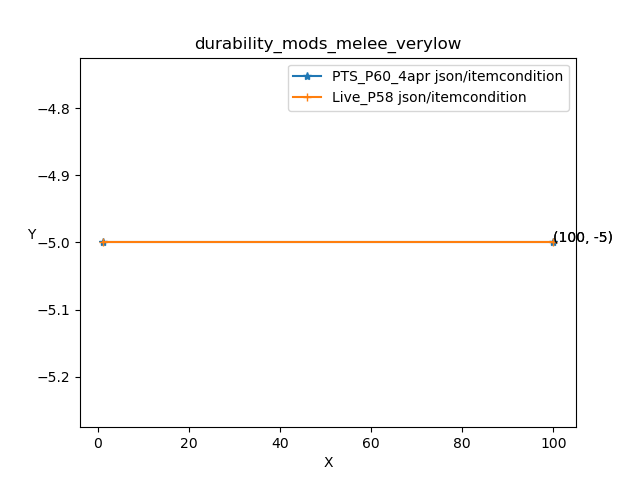 durability_mods_melee_verylow
PTS_P60_4apr json/itemcondition
Live_P58 json/itemcondition
−4.8
−4.9
−5.0
−5.1
−5.2
Y
(100, -5)
0
20
40
60
80
100
X